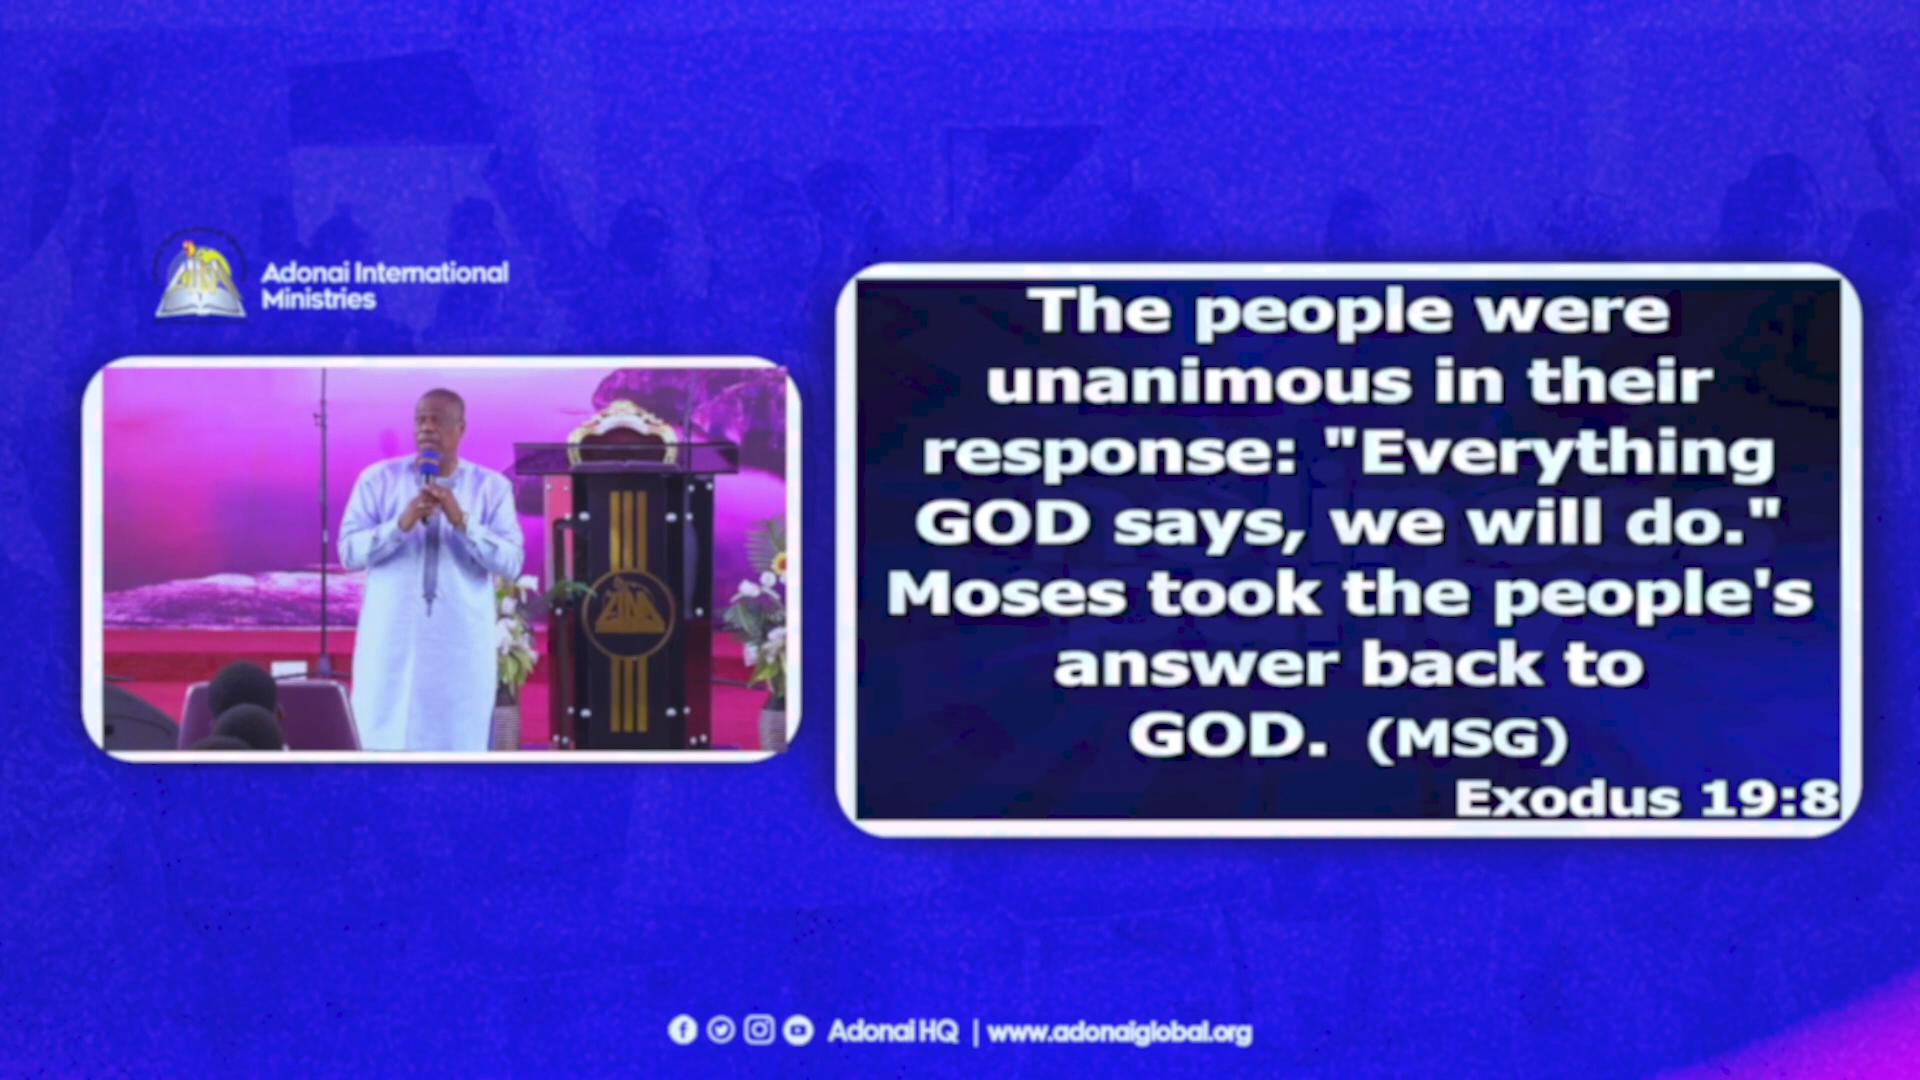 Adonai International
Ministries
The people were
unanimous in their
response: "Everything
GOD says, we will do."
Moses took the people's
answer back to
GOD. (MSG)
Exodus 19:8
AIM
Adonai HQ | www.adonaiglobal.org